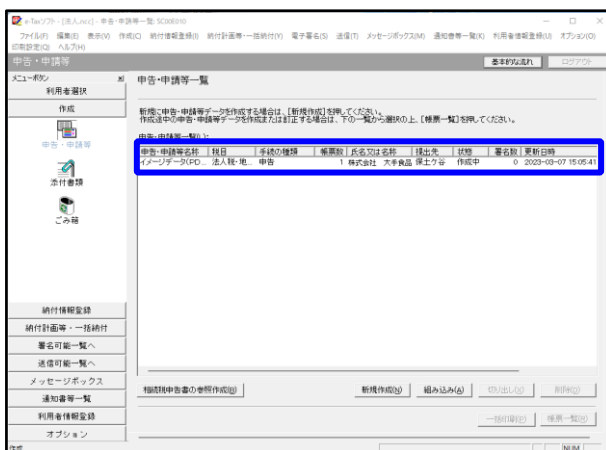 e-Taxソフト - [法人.ncc] - 申告・申請等一覧: SC00E010
ファイル(F) 編集(E) 表示(V) 作成(C) 納付情報登録(I) 納付計画等・一括納付(Y) 電子署名(S) 送信(T) メッセージボックス(M) 通知書等一覧(K) 利用者情報登録(U) オプション(O)
印刷設定(Q) ヘルプ(H)
申告・申請等 基本的な流れ ログアウト
メニューボタン
利用者選択
作成
申告・申請等
添付書類
ごみ箱
納付情報登録
納付計画等・一括納付
署名可能一覧へ
送信可能一覧へ
メッセージボックス
通知書等一覧
利用者情報登録
オプション
申告・申請等一覧
新規に申告・申請等データを作成する場合は、[新規作成]を押してください。
作成途中の申告・申請等データを作成または訂正する場合は、下の一覧から選択の上、[帳票一覧]を押してください。
申告・申請等一覧(L):
申告・申請等名称 税目 手続の種類 帳票数 氏名又は名称 提出先 状態 署名数 更新日時
イメージデータ(PD... 法人税・地... 申告 1 株式会社 大手食品 保土ケ谷 作成中 0 2023-03-07 15:05:41
相続税申告書の参照作成(B) 新規作成(N) 組み込み(A) 切り出し(X) 削除(D)
一括印刷(P) 帳票一覧(R)
作成 NUM